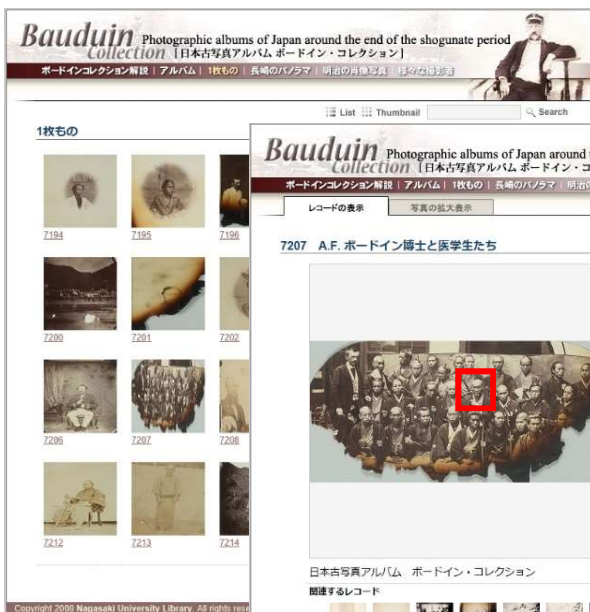 Bauduin Collection Photographic albums of Japan around the end of the shogunate period
[日本古写真アルバム ボードイン・コレクション]
ボードインコレクション解説 | アルバム | 1枚もの | 長崎のパノラマ | 明治の肖像写真 | 様々な撮影者
List Thumbnail Search
1枚もの
7194 7195 7196
7200 7201 7202
7206 7207 7208
7212 7213 7214
Copyright 2008 Nagasaki University Library. All rights rese
Bauduin Collection Photographic albums of Japan around
[日本古写真アルバム ボードイン・コ
ボードインコレクション解説 | アルバム | 1枚もの | 長崎のパノラマ | 明治の
レコードの表示 写真の拡大表示
7207 A.F. ボードイン博士と医学生たち
日本古写真アルバム ボードイン・コレクション
関連するレコード